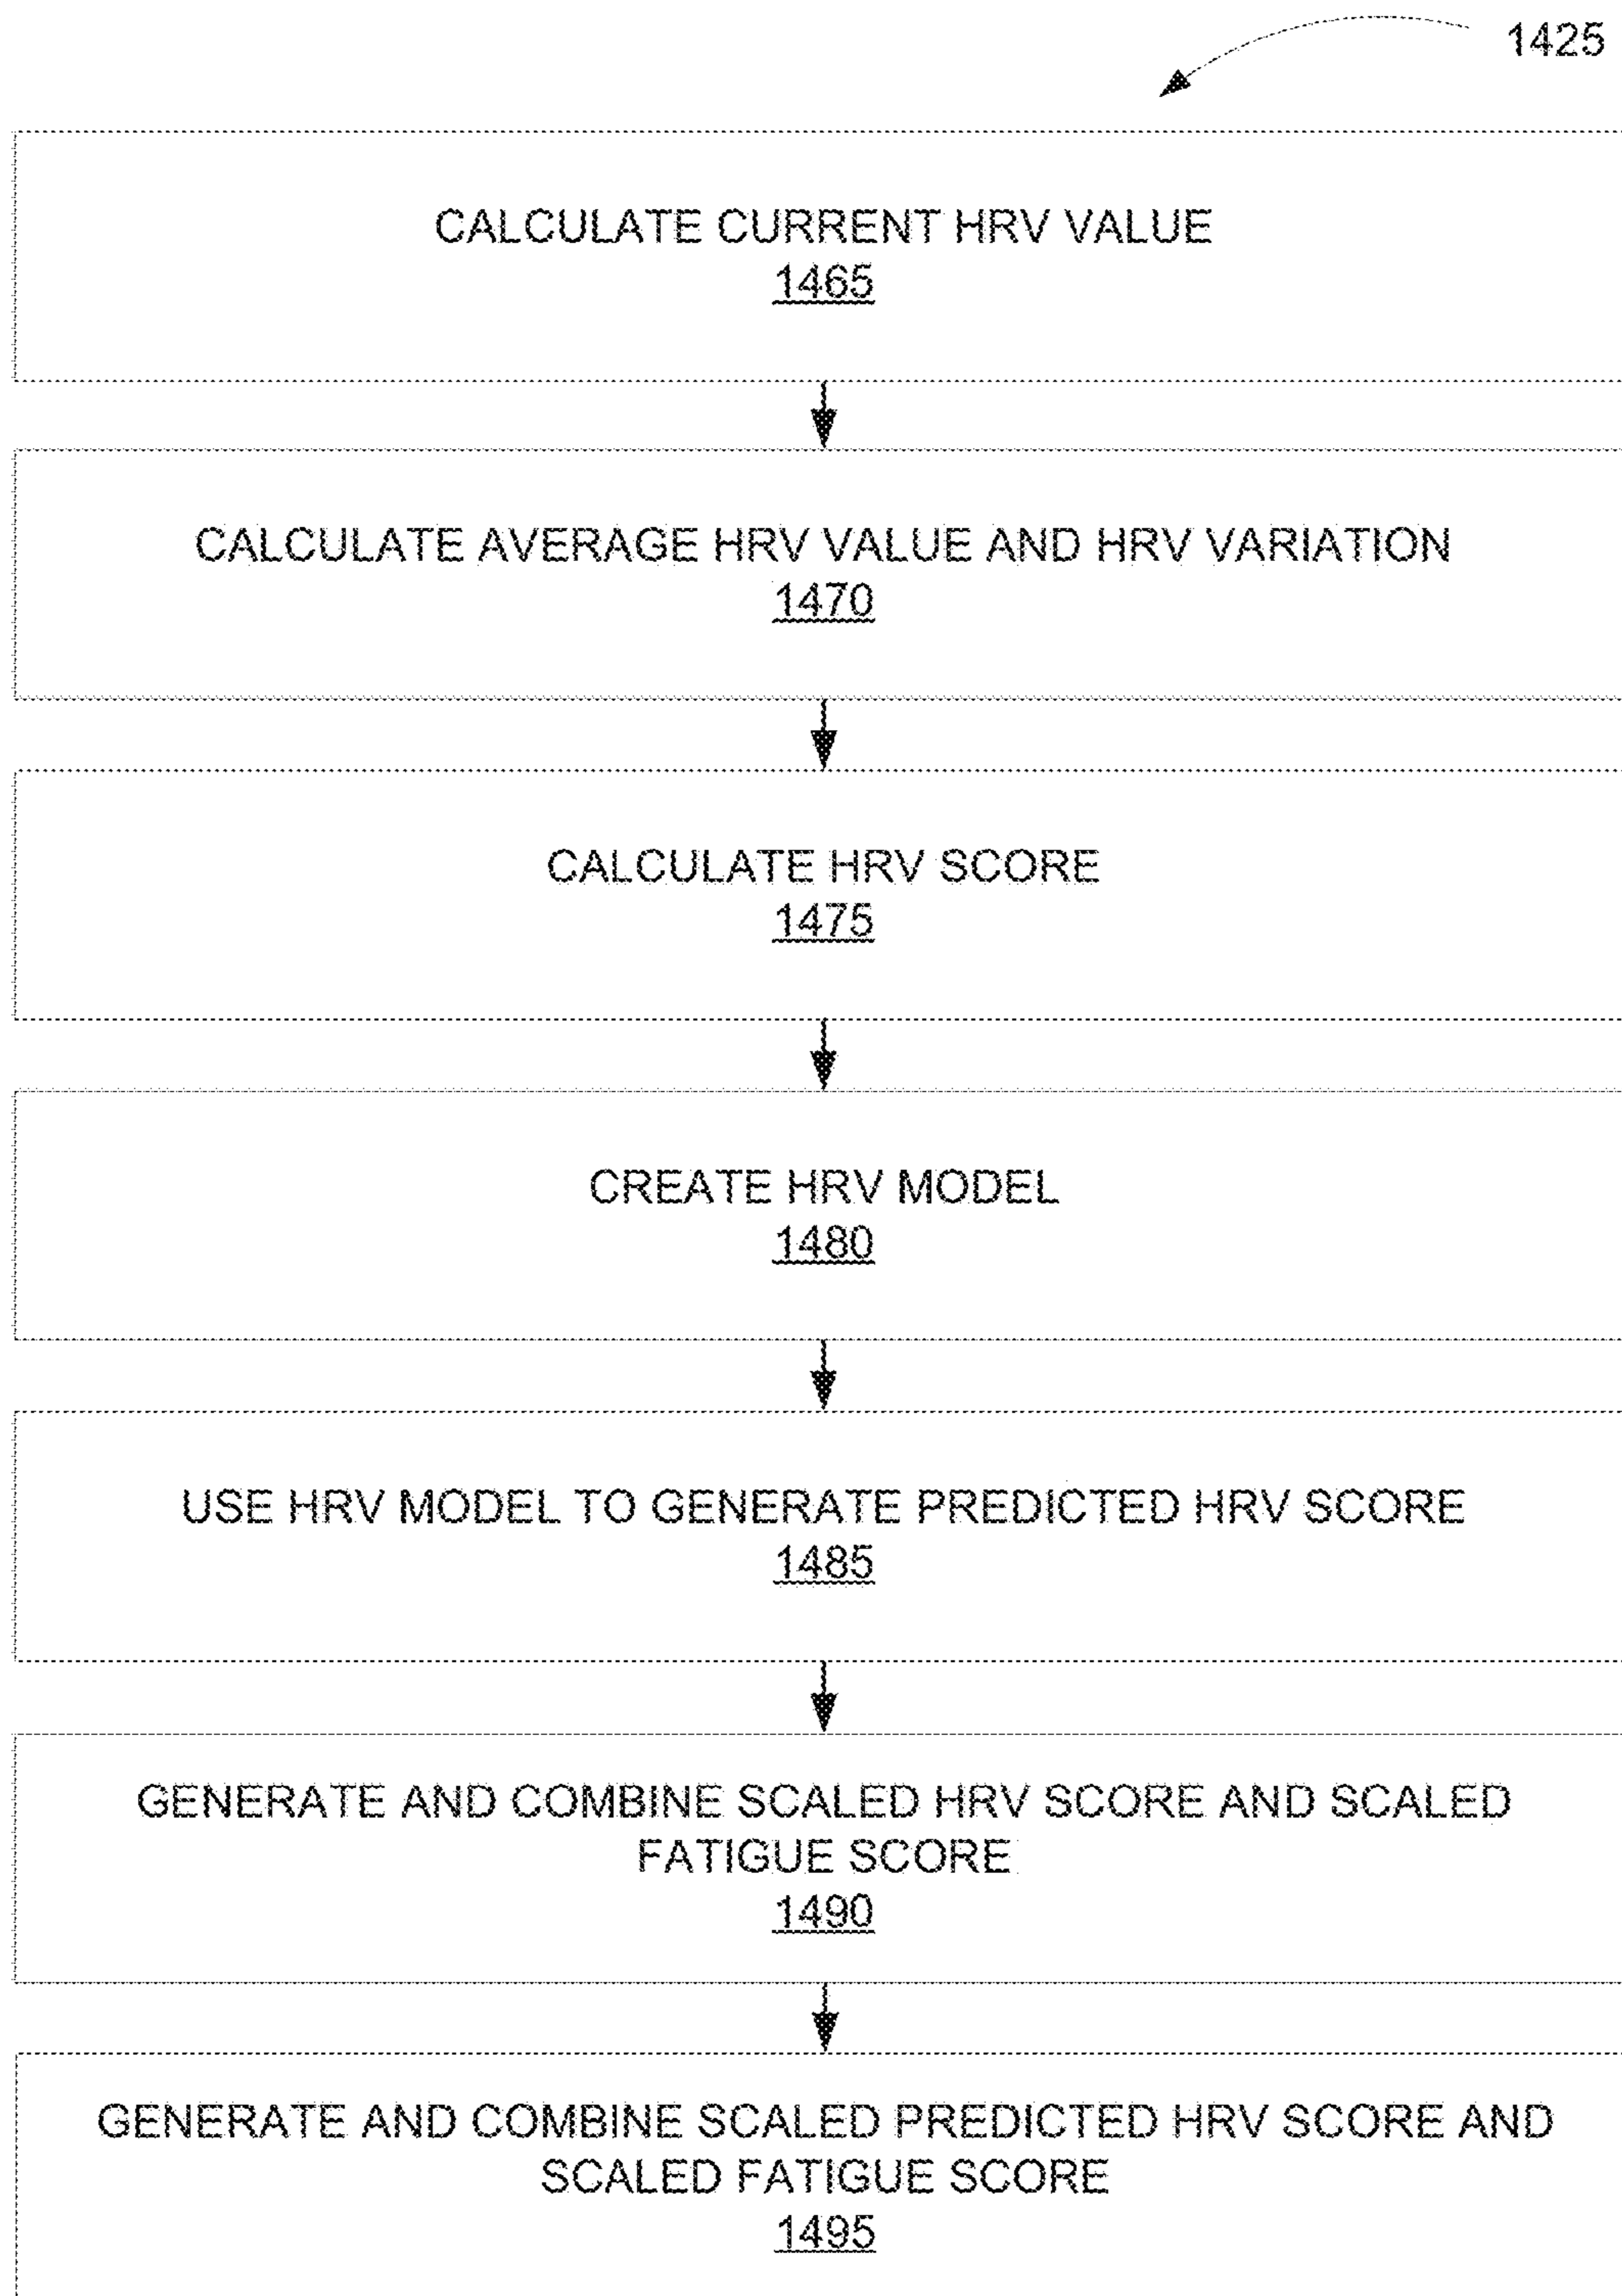 1425
CALCULATE CURRENT HRV VALUE
1465
CALCULATE AVERAGE HRV VALUE AND HRV VARIATION
1470
CALCULATE HRV SCORE
1475
CREATE HRV MODEL
1480
USE HRV MODEL TO GENERATE PREDICTED HRV SCORE
1485
GENERATE AND COMBINE SCALED HRV SCORE AND SCALED
FATIGUE SCORE
1490
GENERATE AND COMBINE SCALED PREDICTED HRV SCORE AND
SCALED FATIGUE SCORE
1495